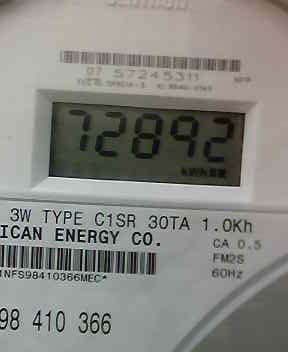 07 57245311
72892
kWh
3W TYPE C1SR 30TA 1.0Kh
ICAN ENERGY CO.
CA 0.5
FM2S
60Hz
1NFS98410366MEC*
98 410 366